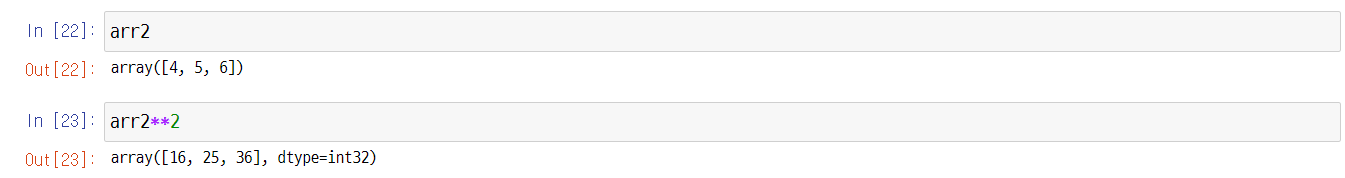 In [22]: arr2
Out[22]: array([4, 5, 6])
In [23]: arr2**2
Out[23]: array([16, 25, 36], dtype=int32)